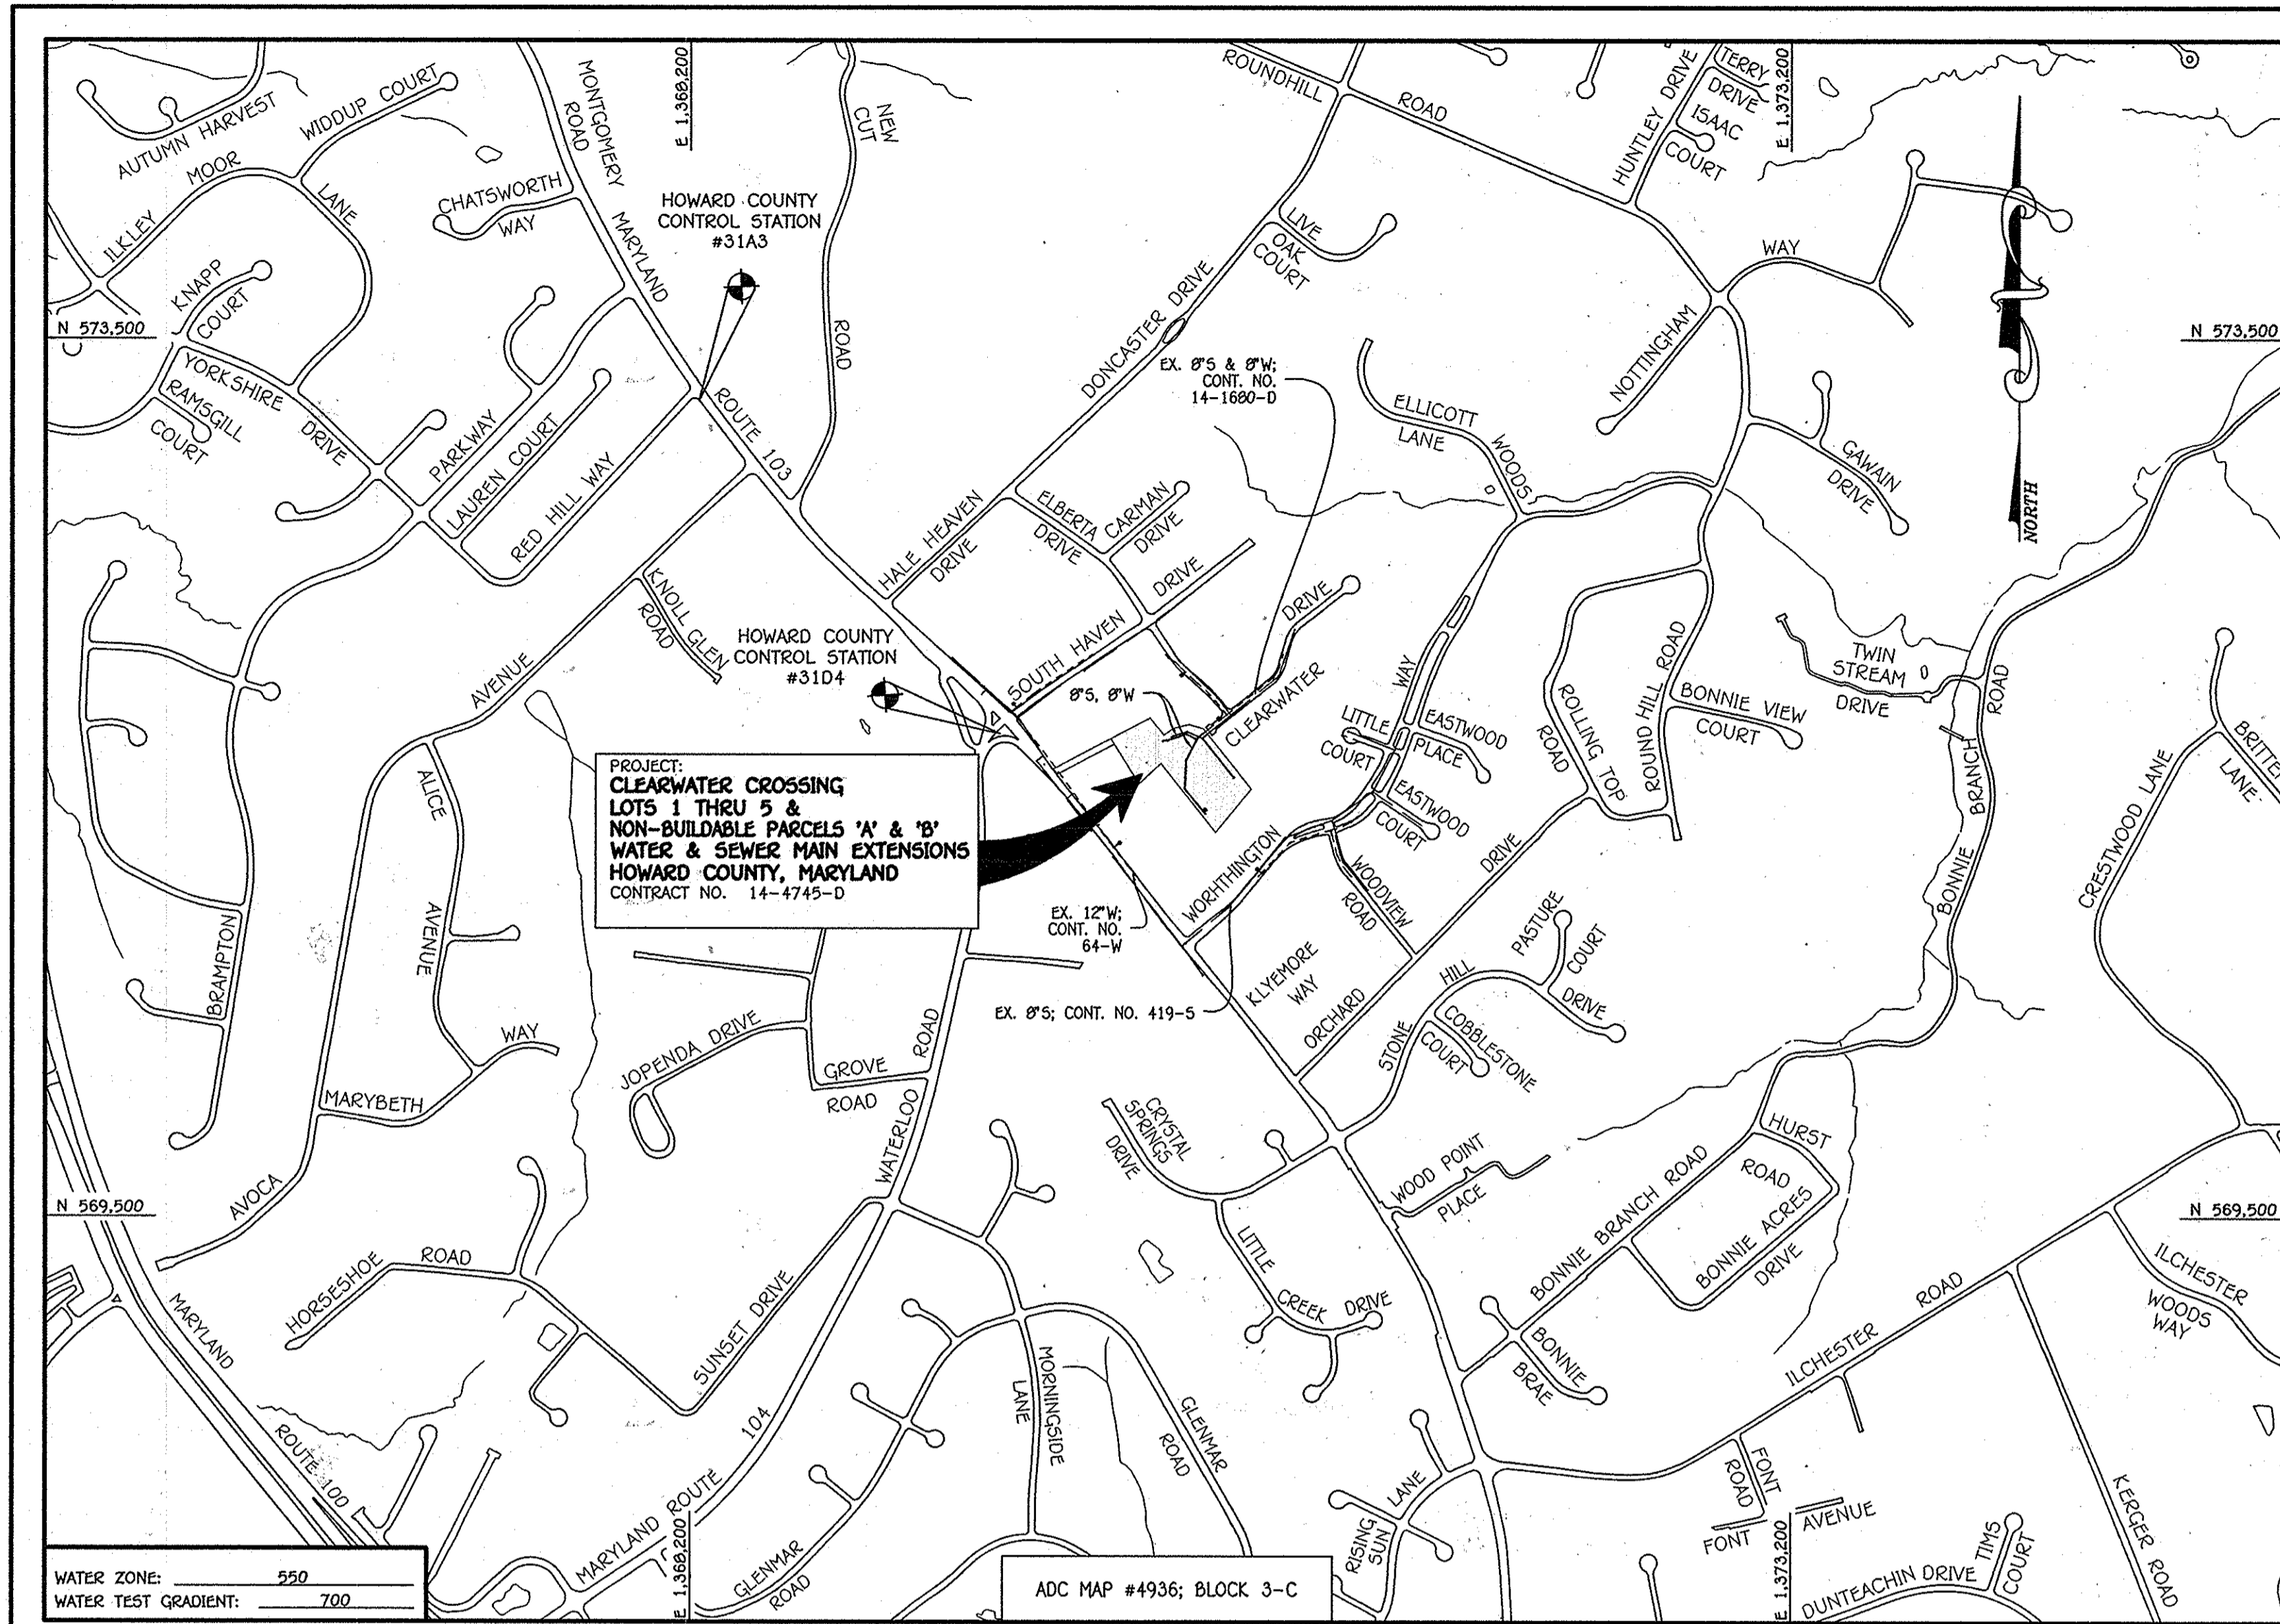 AUTUMN HARVEST
WIDDUP COURT
MONTGOMERY
ROAD
E 1,368,200
NEW
CUT
ROUNDHILL
ROAD
HUNTLEY DRIVE
TERRY
DRIVE
ISAAC
COURT
E 1,373,200
ILKLEY
MOOR
LANE
CHATSWORTH
WAY
MARYLAND
HOWARD COUNTY
CONTROL STATION
#31A3
LIVE
OAK
COURT
WAY
KNAPP
COURT
N 573,500
N 573,500
DONCASTER DRIVE
ROAD
NOTTINGHAM
YORKSHIRE
DRIVE
RAMSGILL
COURT
PARKWAY
LAUREN COURT
RED HILL WAY
ROUTE 103
EX. 8"S & 8"W;
CONT. NO.
14-1680-D
ELLICOTT
LANE
WOODS
GAWAIN
DRIVE
NORTH
HALE HEAVEN
DRIVE
ELBERTA
DRIVE
CARMAN
DRIVE
DRIVE
SOUTH HAVEN
DRIVE
CLEARWATER
KNOLL GLEN
ROAD
HOWARD COUNTY
CONTROL STATION
#31D4
8"S, 8"W
AVENUE
WAY
LITTLE
COURT
EASTWOOD
PLACE
EASTWOOD
COURT
ROLLING TOP
ROAD
ROUND HILL ROAD
BONNIE VIEW
COURT
TWIN
STREAM
DRIVE
ROAD
BRANCH
BONNIE
CRESTWOOD LANE
LANE
PROJECT:
CLEARWATER CROSSING
LOTS 1 THRU 5 &
NON-BUILDABLE PARCELS 'A' & 'B'
WATER & SEWER MAIN EXTENSIONS
HOWARD COUNTY, MARYLAND
CONTRACT NO. 14-4745-D
ALICE
AVENUE
BRAMPTON
EX. 12"W;
CONT. NO.
64-W
WORHTHINGTON
WOODVIEW
ROAD
DRIVE
KLYEMORE
WAY
ORCHARD
EX. 8"S; CONT. NO. 419-S
PASTURE
COURT
STONE
HILL
DRIVE
COBBLESTONE
COURT
WAY
MARYBETH
JOPENDA DRIVE
GROVE
ROAD
ROAD
WATERLOO
CRYSTAL
SPRINGS
DRIVE
WOOD POINT
PLACE
HURST
ROAD
BONNIE BRANCH ROAD
BONNIE ACRES
DRIVE
N 569,500
N 569,500
AVOCA
HORSESHOE
ROAD
SUNSET DRIVE
LITTLE
CREEK DRIVE
ROAD
ILCHESTER
ILCHESTER
WOODS
WAY
MARYLAND
ROUTE 100
MORNINGSIDE
LANE
GLENMAR
ROAD
BONNIE
BRAE
104
MARYLAND ROUTE
GLENMAR
ROAD
E 1,368,200
RISING
SUN
LANE
FONT
ROAD
FONT
AVENUE
E 1,373,200
TIMS
COURT
DUNTEACHIN DRIVE
KERGER ROAD
WATER ZONE: 550
WATER TEST GRADIENT: 700
ADC MAP #4936; BLOCK 3-C